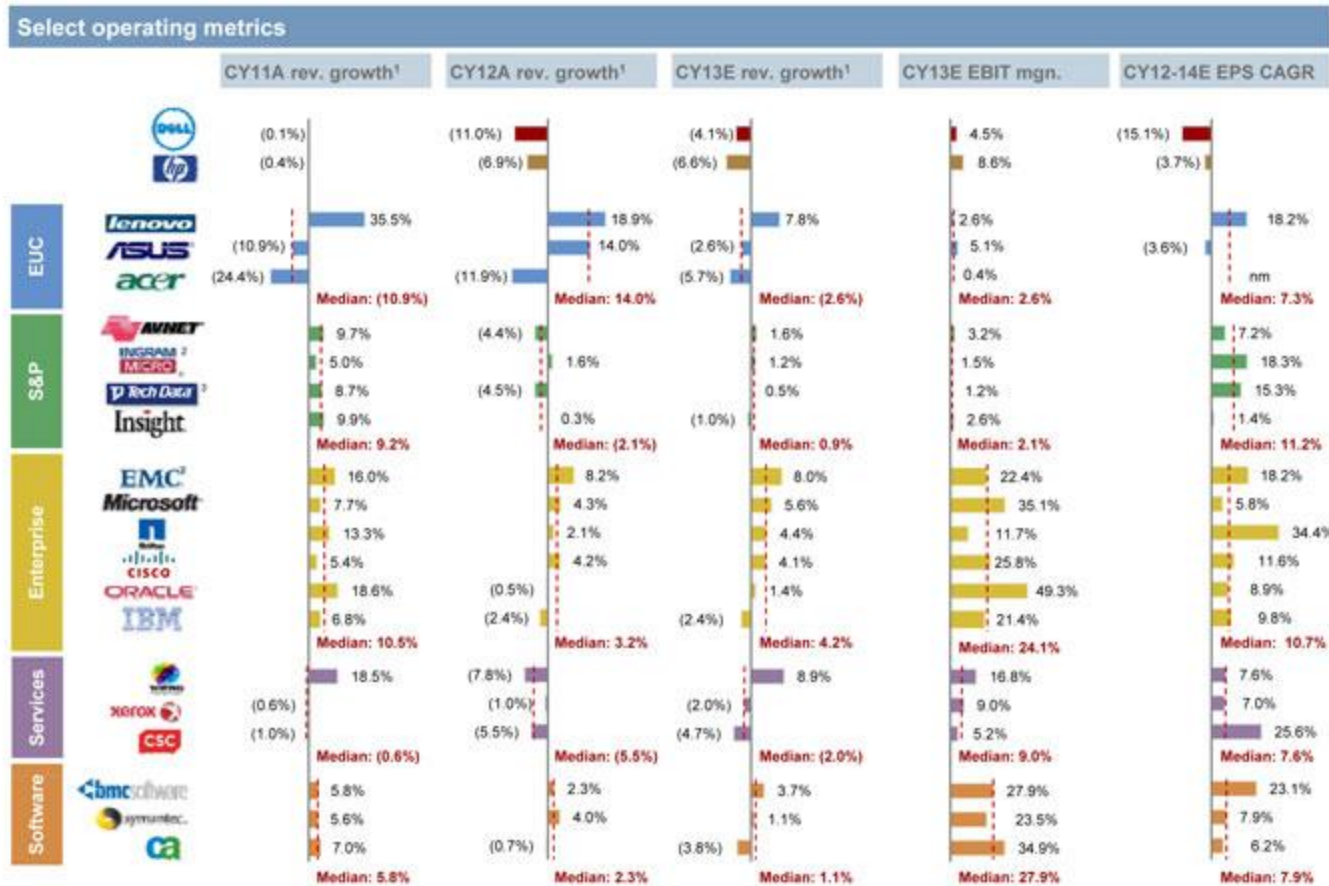 Select operating metrics
CY11A rev. growth¹ CY12A rev. growth¹ CY13E rev. growth¹ CY13E EBIT mgn. CY12-14E EPS CAGR
DELL (0.1%) (11.0%) (4.1%) 4.5% (15.1%)
hp (0.4%) (6.9%) (6.6%) 8.6% (3.7%)
EUC
lenovo 35.5% 18.9% 7.8% 2.6% 18.2%
ASUS (10.9%) 14.0% (2.6%) 5.1% (3.6%)
acer (24.4%) (11.9%) (5.7%) 0.4% nm
Median: (10.9%) Median: 14.0% Median: (2.6%) Median: 2.6% Median: 7.3%
S&P
AVNET 9.7% (4.4%) 1.6% 3.2% 7.2%
INGRAM MICRO ² 5.0% 1.6% 1.2% 1.5% 18.3%
Tech Data ³ 8.7% (4.5%) 0.5% 1.2% 15.3%
Insight 9.9% 0.3% (1.0%) 2.6% 1.4%
Median: 9.2% Median: (2.1%) Median: 0.9% Median: 2.1% Median: 11.2%
Enterprise
EMC² 16.0% 8.2% 8.0% 22.4% 18.2%
Microsoft 7.7% 4.3% 5.6% 35.1% 5.8%
13.3% 2.1% 4.4% 11.7% 34.4%
CISCO 5.4% 4.2% 4.1% 25.8% 11.6%
ORACLE 18.6% (0.5%) 1.4% 49.3% 8.9%
IBM 6.8% (2.4%) (2.4%) 21.4% 9.8%
Median: 10.5% Median: 3.2% Median: 4.2% Median: 24.1% Median: 10.7%
Services
18.5% (7.8%) 8.9% 16.8% 7.6%
xerox (0.6%) (1.0%) (2.0%) 9.0% 7.0%
CSC (1.0%) (5.5%) (4.7%) 5.2% 25.6%
Median: (0.6%) Median: (5.5%) Median: (2.0%) Median: 9.0% Median: 7.6%
Software
bmcsoftware 5.8% 2.3% 3.7% 27.9% 23.1%
symantec. 5.6% 4.0% 1.1% 23.5% 7.9%
ca 7.0% (0.7%) (3.8%) 34.9% 6.2%
Median: 5.8% Median: 2.3% Median: 1.1% Median: 27.9% Median: 7.9%